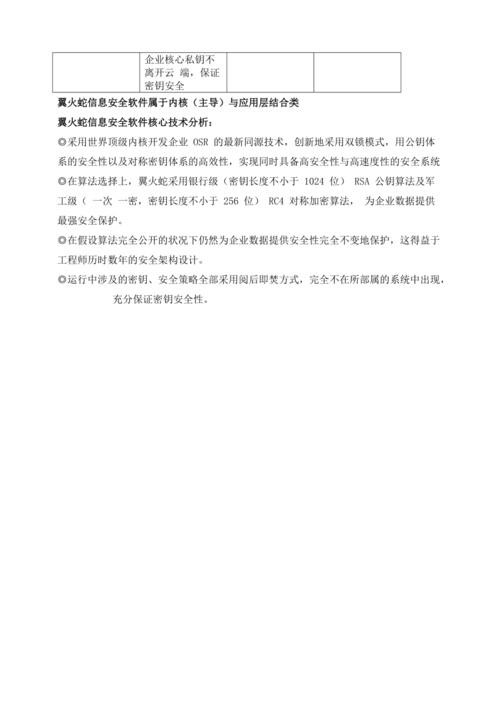 企业核心私钥不
离开云 端，保证
密钥安全
翼火蛇信息安全软件属于内核（主导）与应用层结合类
翼火蛇信息安全软件核心技术分析：
◎采用世界顶级内核开发企业 OSR 的最新同源技术，创新地采用双锁模式，用公钥体
系的安全性以及对称密钥体系的高效性，实现同时具备高安全性与高速度性的安全系统
◎在算法选择上，翼火蛇采用银行级（密钥长度不小于 1024 位） RSA 公钥算法及军
工级（ 一次 一密，密钥长度不小于 256 位） RC4 对称加密算法， 为企业数据提供
最强安全保护。
◎在假设算法完全公开的状况下仍然为企业数据提供安全性完全不变地保护，这得益于
工程师历时数年的安全架构设计。
◎运行中涉及的密钥、安全策略全部采用阅后即焚方式，完全不在所部属的系统中出现，
充分保证密钥安全性。